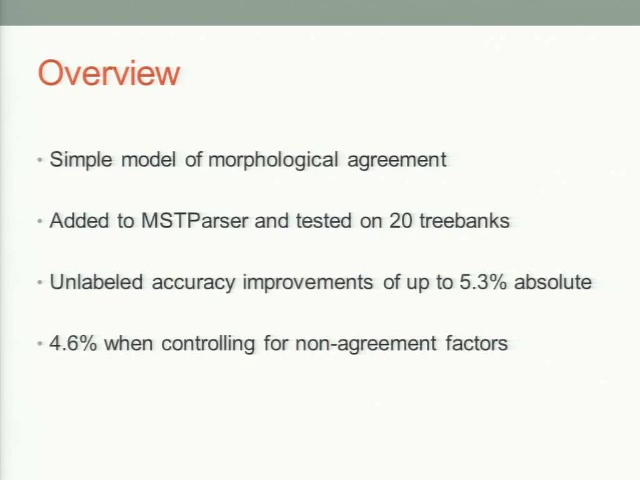 Overview
• Simple model of morphological agreement
• Added to MSTParser and tested on 20 treebanks
• Unlabeled accuracy improvements of up to 5.3% absolute
• 4.6% when controlling for non-agreement factors